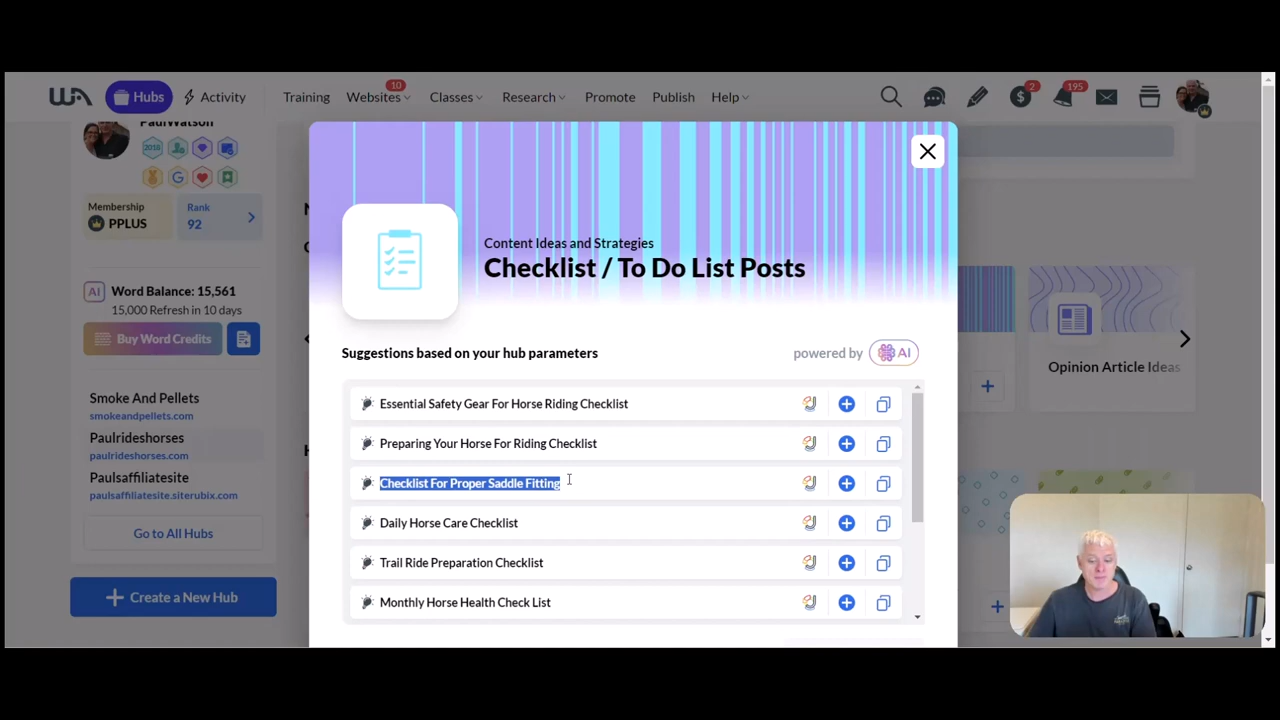 WA
Hubs
Activity
Training
Websites
10
Classes
Research
Promote
Publish
Help
2
195
PaulWatson
2018
G
Membership
PPLUS
Rank
92
AI
Word Balance: 15,561
15,000 Refresh in 10 days
Buy Word Credits
Smoke And Pellets
smokeandpellets.com
Paulrideshorses
paulrideshorses.com
Paulsaffiliatesite
paulsaffiliatesite.siterubix.com
Go to All Hubs
Create a New Hub
Content Ideas and Strategies
Checklist / To Do List Posts
Suggestions based on your hub parameters
powered by AI
Essential Safety Gear For Horse Riding Checklist
Preparing Your Horse For Riding Checklist
Checklist For Proper Saddle Fitting
Daily Horse Care Checklist
Trail Ride Preparation Checklist
Monthly Horse Health Check List
Opinion Article Ideas